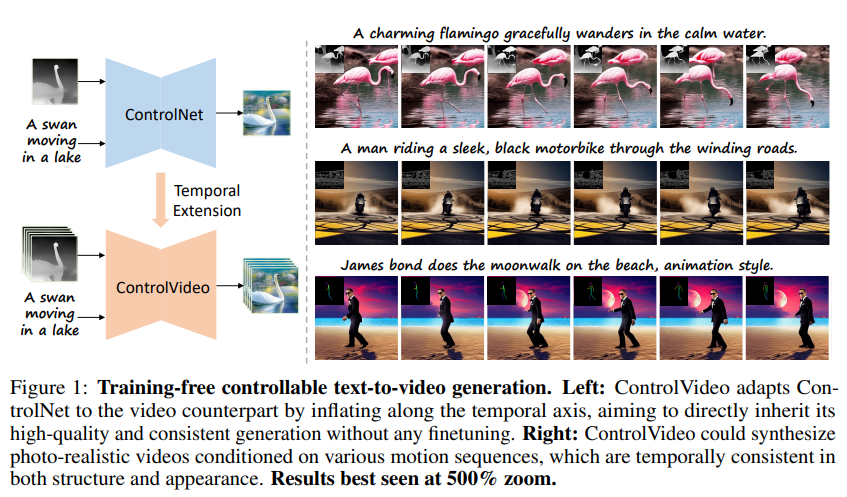 A charming flamingo gracefully wanders in the calm water.
ControlNet
A swan
moving
in a lake
Temporal
Extension
A man riding a sleek, black motorbike through the winding roads.
ControlVideo
A swan
moving
in a lake
James bond does the moonwalk on the beach, animation style.
Figure 1: Training-free controllable text-to-video generation. Left: ControlVideo adapts Con-
trolNet to the video counterpart by inflating along the temporal axis, aiming to directly inherit its
high-quality and consistent generation without any finetuning. Right: ControlVideo could synthesize
photo-realistic videos conditioned on various motion sequences, which are temporally consistent in
both structure and appearance. Results best seen at 500% zoom.